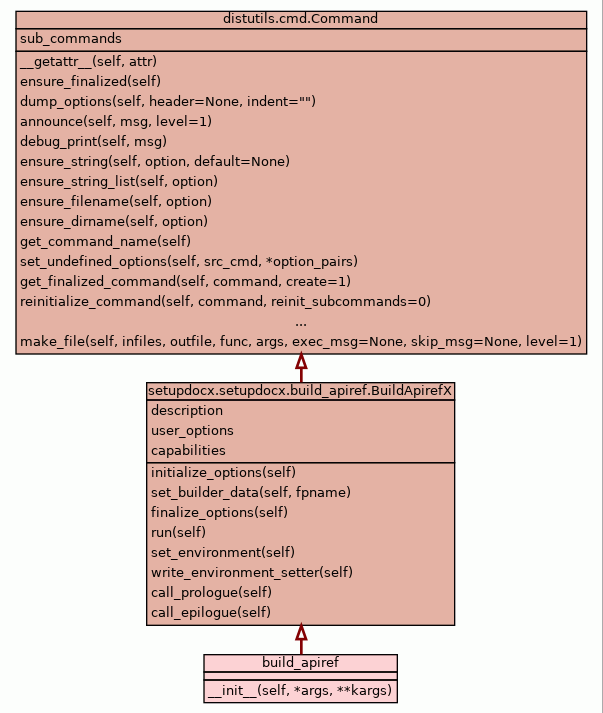 distutils.cmd.Command
sub_commands
__getattr__(self, attr)
ensure_finalized(self)
dump_options(self, header=None, indent="")
announce(self, msg, level=1)
debug_print(self, msg)
ensure_string(self, option, default=None)
ensure_string_list(self, option)
ensure_filename(self, option)
ensure_dirname(self, option)
get_command_name(self)
set_undefined_options(self, src_cmd, *option_pairs)
get_finalized_command(self, command, create=1)
reinitialize_command(self, command, reinit_subcommands=0)
...
make_file(self, infiles, outfile, func, args, exec_msg=None, skip_msg=None, level=1)
setupdocx.setupdocx.build_apiref.BuildApirefX
description
user_options
capabilities
initialize_options(self)
set_builder_data(self, fpname)
finalize_options(self)
run(self)
set_environment(self)
write_environment_setter(self)
call_prologue(self)
call_epilogue(self)
build_apiref
__init__(self, *args, **kargs)